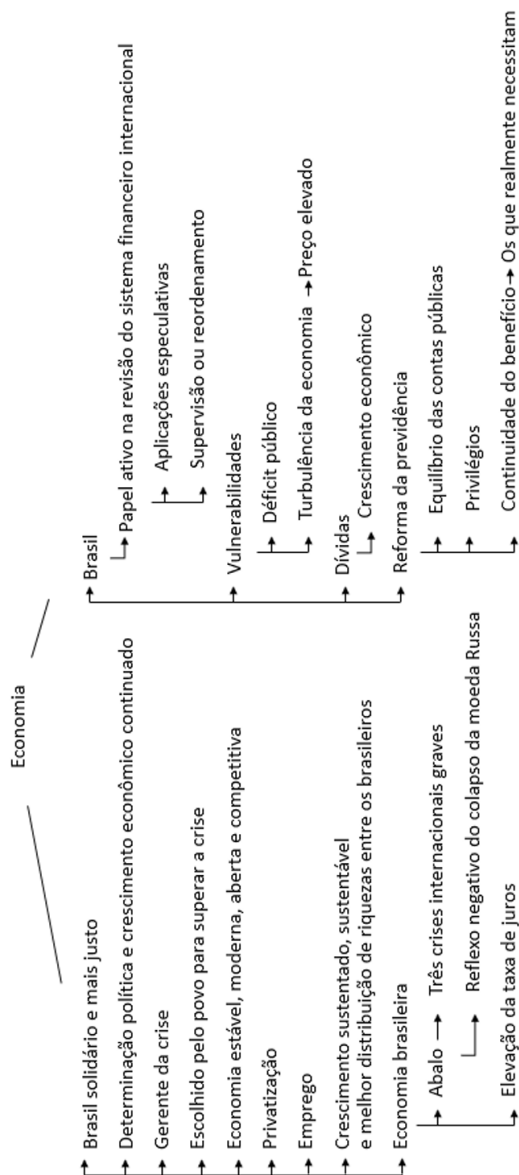 Economia
Brasil solidário e mais justo
Determinação política e crescimento econômico continuado
Gerente da crise
Escolhido pelo povo para superar a crise
Economia estável, moderna, aberta e competitiva
Privatização
Emprego
Crescimento sustentado, sustentável
e melhor distribuição de riquezas entre os brasileiros
Economia brasileira
Abalo → Três crises internacionais graves
Reflexo negativo do colapso da moeda Russa
Elevação da taxa de juros
Brasil
Papel ativo na revisão do sistema financeiro internacional
Aplicações especulativas
Supervisão ou reordenamento
Vulnerabilidades
Déficit público
Turbulência da economia → Preço elevado
Dívidas
Crescimento econômico
Reforma da previdência
Equilíbrio das contas públicas
Privilégios
Continuidade do benefício → Os que realmente necessitam